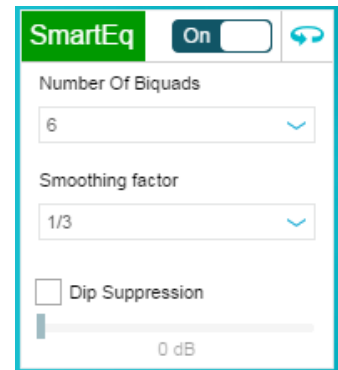 SmartEq On
Number Of Biquads
6
Smoothing factor
1/3
Dip Suppression
0 dB